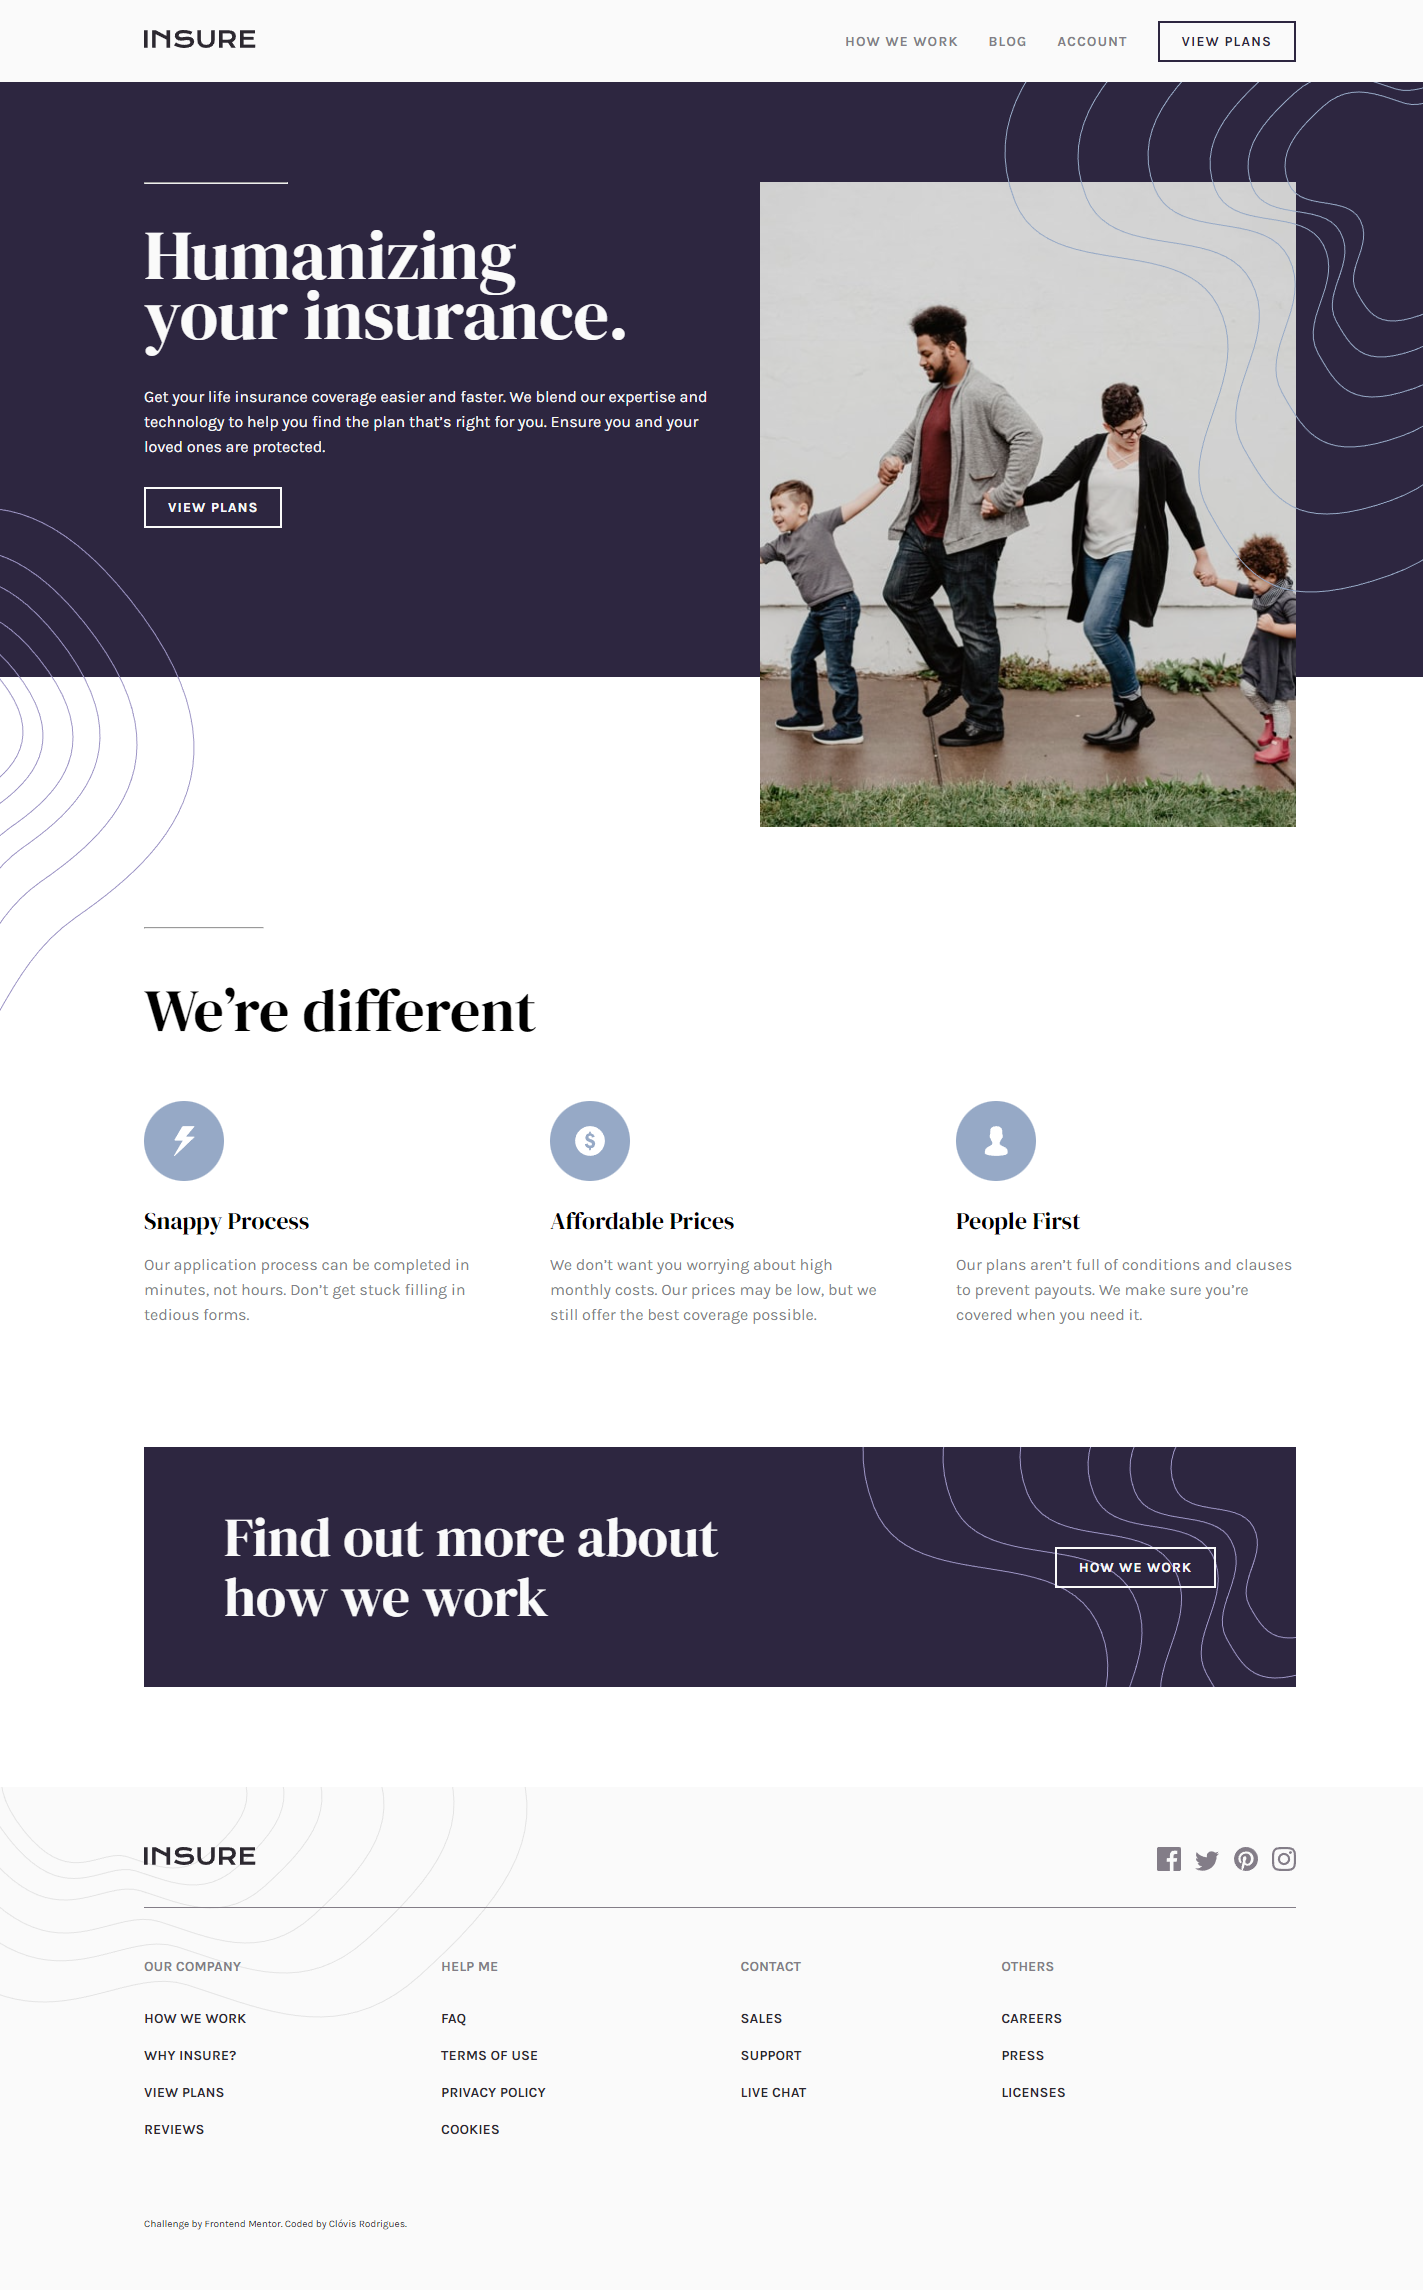 INSURE
HOW WE WORK BLOG ACCOUNT VIEW PLANS
Humanizing
your insurance.
Get your life insurance coverage easier and faster. We blend our expertise and
technology to help you find the plan that’s right for you. Ensure you and your
loved ones are protected.
VIEW PLANS
We’re different
Snappy Process
Our application process can be completed in
minutes, not hours. Don’t get stuck filling in
tedious forms.
Affordable Prices
We don’t want you worrying about high
monthly costs. Our prices may be low, but we
still offer the best coverage possible.
People First
Our plans aren’t full of conditions and clauses
to prevent payouts. We make sure you’re
covered when you need it.
Find out more about
how we work
HOW WE WORK
INSURE
OUR COMPANY
HOW WE WORK
WHY INSURE?
VIEW PLANS
REVIEWS
HELP ME
FAQ
TERMS OF USE
PRIVACY POLICY
COOKIES
CONTACT
SALES
SUPPORT
LIVE CHAT
OTHERS
CAREERS
PRESS
LICENSES
Challenge by Frontend Mentor. Coded by Clóvis Rodrigues.